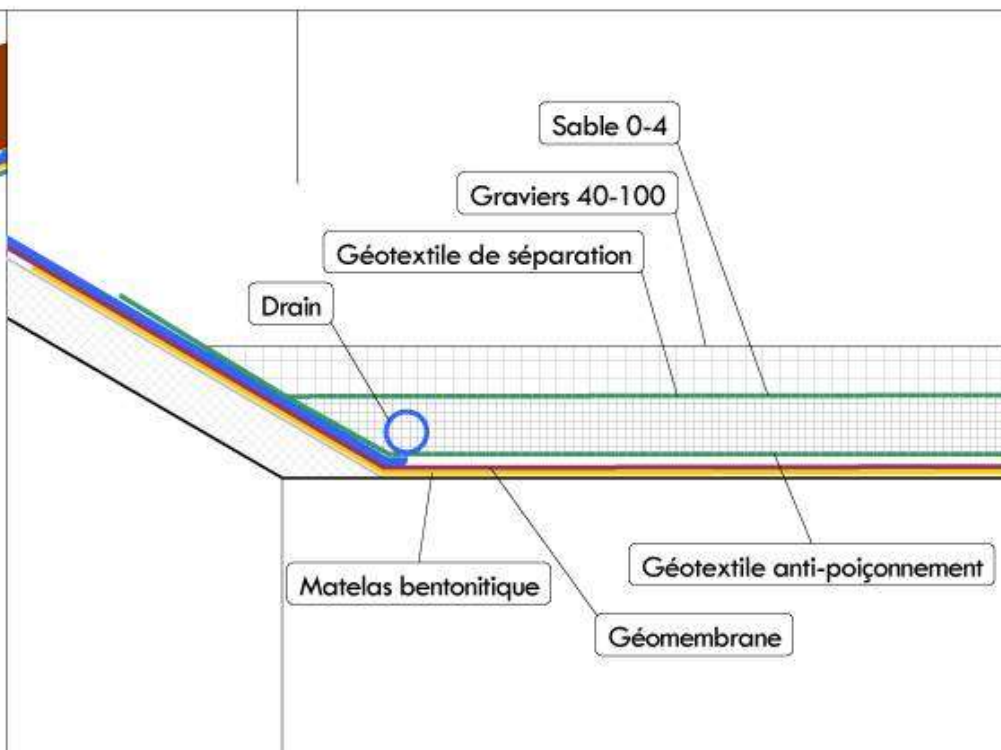 Sable 0-4
Graviers 40-100
Géotextile de séparation
Drain
Géotextile anti-poiçonnement
Matelas bentonitique
Géomembrane